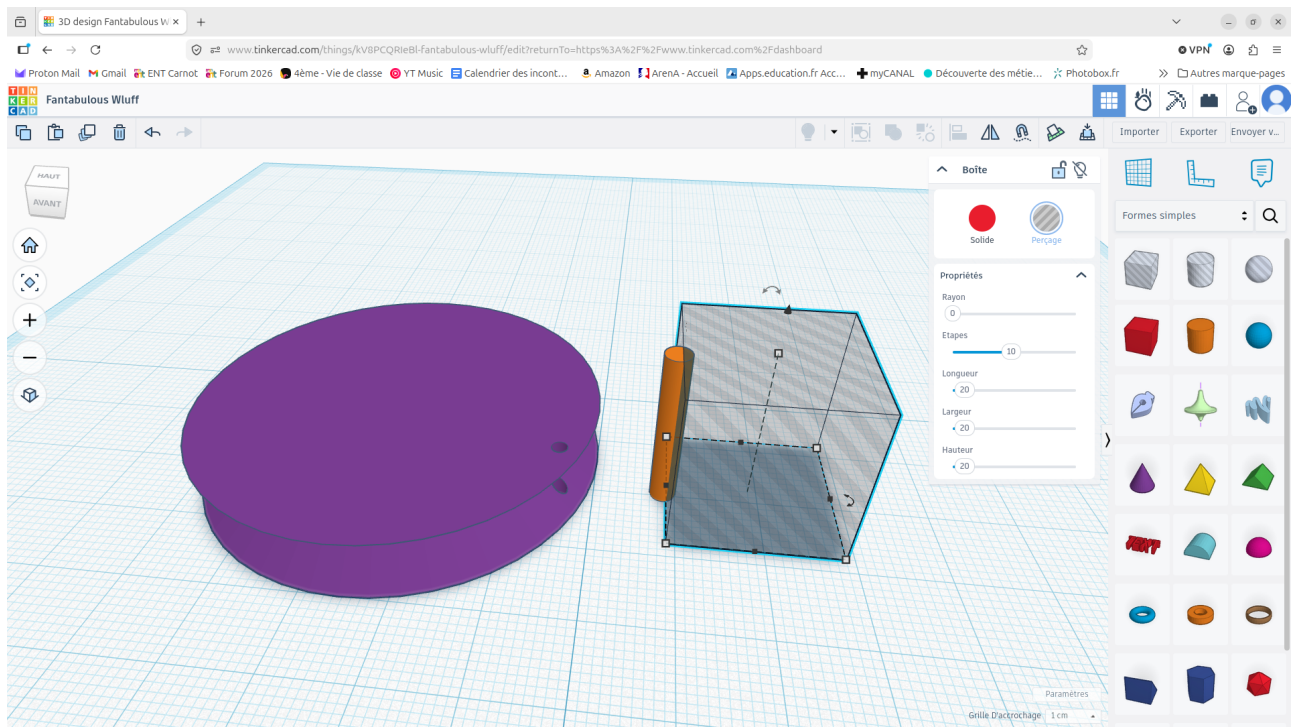 3D design Fantabulous W
www.tinkercad.com/things/kV8PCQRIeBl-fantabulous-wluff/edit?returnTo=https%3A%2F%2Fwww.tinkercad.com%2Fdashboard
VPN
Proton Mail Gmail ENT Carnot Forum 2026 4ème - Vie de classe YT Music Calendrier des incont… Amazon ArenA - Accueil Apps.education.fr Acc… myCANAL Découverte des métie… Photobox.fr Autres marque-pages
TIN
KER
CAD
Fantabulous Wluff
Importer Exporter Envoyer v…
HAUT
AVANT
Boîte
Solide Perçage
Propriétés
Rayon
0
Etapes
10
Longueur
20
Largeur
20
Hauteur
20
Formes simples
TEXT
Paramètres
Grille D'accrochage 1 cm